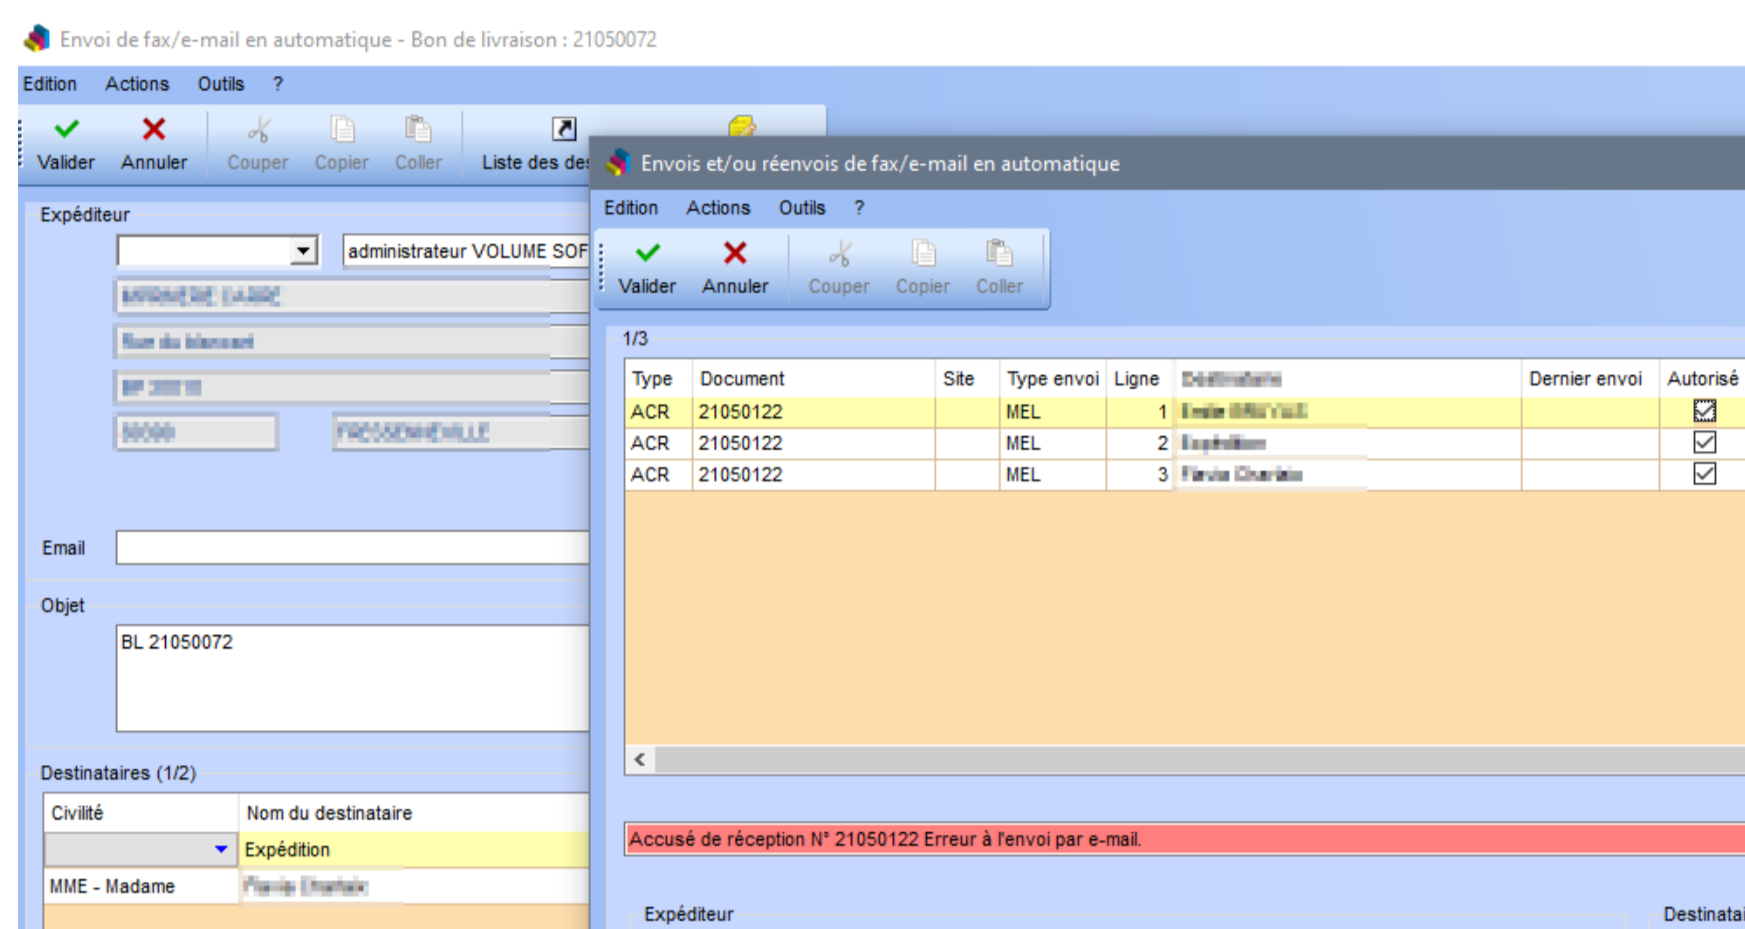 Envoi de fax/e-mail en automatique - Bon de livraison : 21050072
Edition Actions Outils ?
Valider Annuler Couper Copier Coller Liste des des
Expéditeur
administrateur VOLUME SOF
Email
Objet
BL 21050072
Destinataires (1/2)
Civilité Nom du destinataire
Expédition
MME - Madame
Envois et/ou réenvois de fax/e-mail en automatique
Edition Actions Outils ?
Valider Annuler Couper Copier Coller
1/3
Type Document Site Type envoi Ligne Dernier envoi Autorisé
ACR 21050122 MEL 1
ACR 21050122 MEL 2
ACR 21050122 MEL 3
Accusé de réception N° 21050122 Erreur à l'envoi par e-mail.
Expéditeur Destinatai